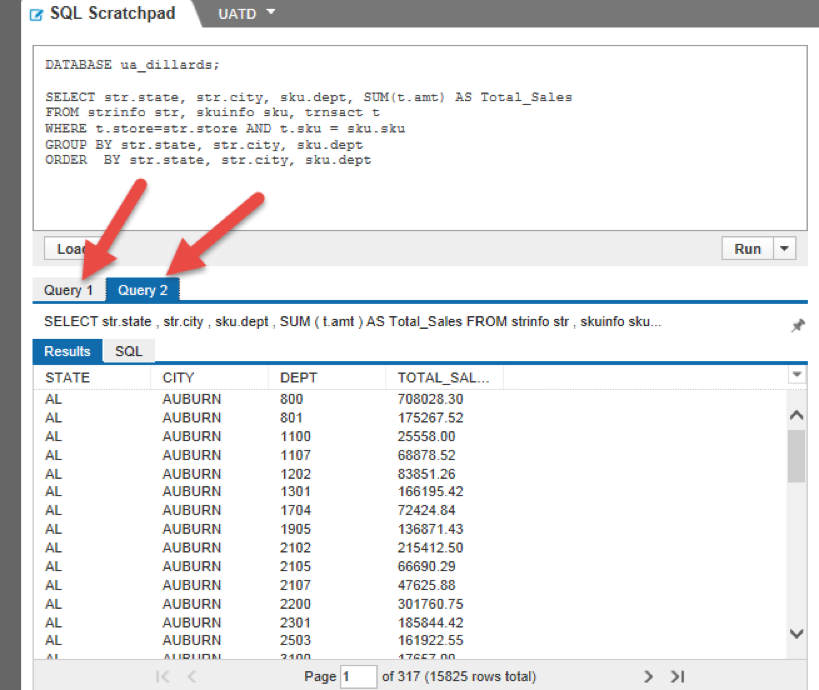 SQL Scratchpad UATD
DATABASE ua_dillards;
SELECT str.state, str.city, sku.dept, SUM(t.amt) AS Total_Sales
FROM strinfo str, skuinfo sku, trnsact t
WHERE t.store=str.store AND t.sku = sku.sku
GROUP BY str.state, str.city, sku.dept
ORDER  BY str.state, str.city, sku.dept
Run
Query 1 Query 2
SELECT str.state , str.city , sku.dept , SUM ( t.amt ) AS Total_Sales FROM strinfo str , skuinfo sku...
Results SQL
STATE CITY DEPT TOTAL_SAL...
AL AUBURN 800 708028.30
AL AUBURN 801 175267.52
AL AUBURN 1100 25558.00
AL AUBURN 1107 68878.52
AL AUBURN 1202 83851.26
AL AUBURN 1301 166195.42
AL AUBURN 1704 72424.84
AL AUBURN 1905 136871.43
AL AUBURN 2102 215412.50
AL AUBURN 2105 66690.29
AL AUBURN 2107 47625.88
AL AUBURN 2200 301760.75
AL AUBURN 2301 185844.42
AL AUBURN 2503 161922.55
AL AUBURN 3100 17657.00
Page 1 of 317 (15825 rows total)